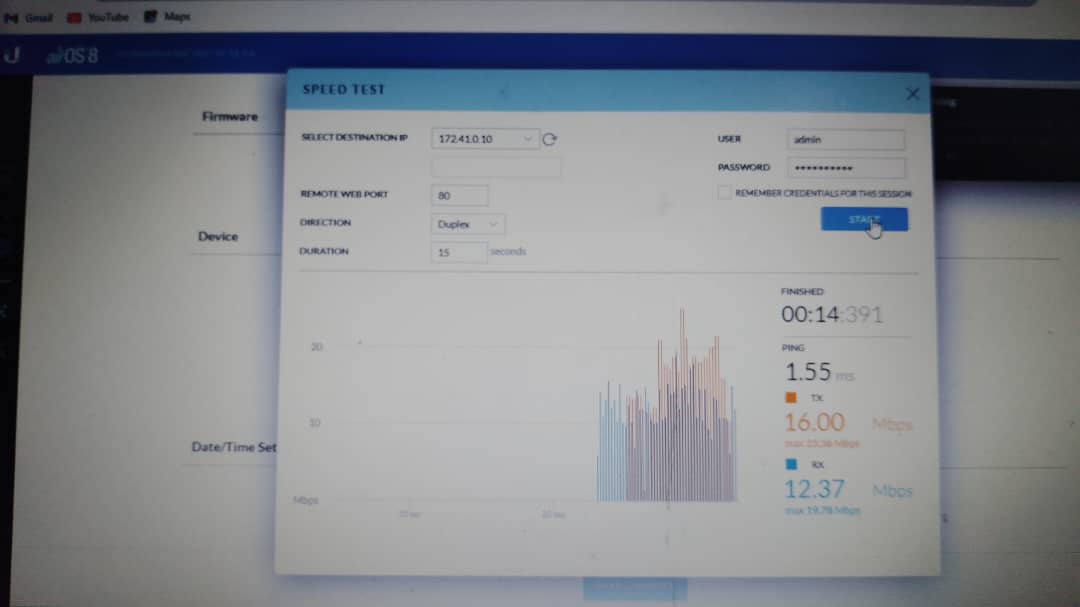 Gmail YouTube Maps
airOS 8
SPEED TEST
Firmware
SELECT DESTINATION IP 172.41.0.10
USER admin
PASSWORD ••••••••••
REMEMBER CREDENTIALS FOR THIS SESSION
REMOTE WEB PORT 80
START
Device
DIRECTION Duplex
DURATION 15 seconds
FINISHED
00:14:391
20
PING
1.55 ms
TX
10
16.00 Mbps
max 25.36 Mbps
Date/Time Set
RX
12.37 Mbps
Mbps
max 19.78 Mbps